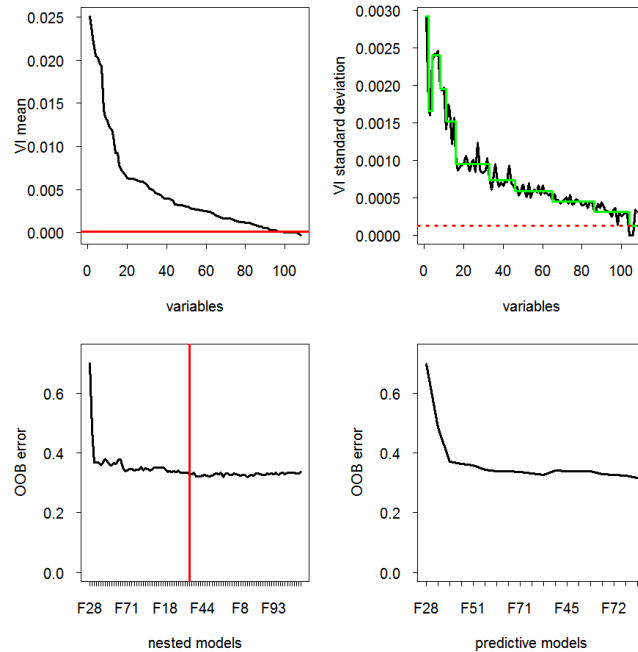 VI mean
0.025
0.020
0.015
0.010
0.005
0.000
0 20 40 60 80 100
variables
VI standard deviation
0.0030
0.0025
0.0020
0.0015
0.0010
0.0005
0.0000
0 20 40 60 80 100
variables
OOB error
0.6
0.4
0.2
0.0
F28 F71 F18 F44 F8 F93
nested models
OOB error
0.6
0.4
0.2
0.0
F28 F51 F71 F45 F72
predictive models